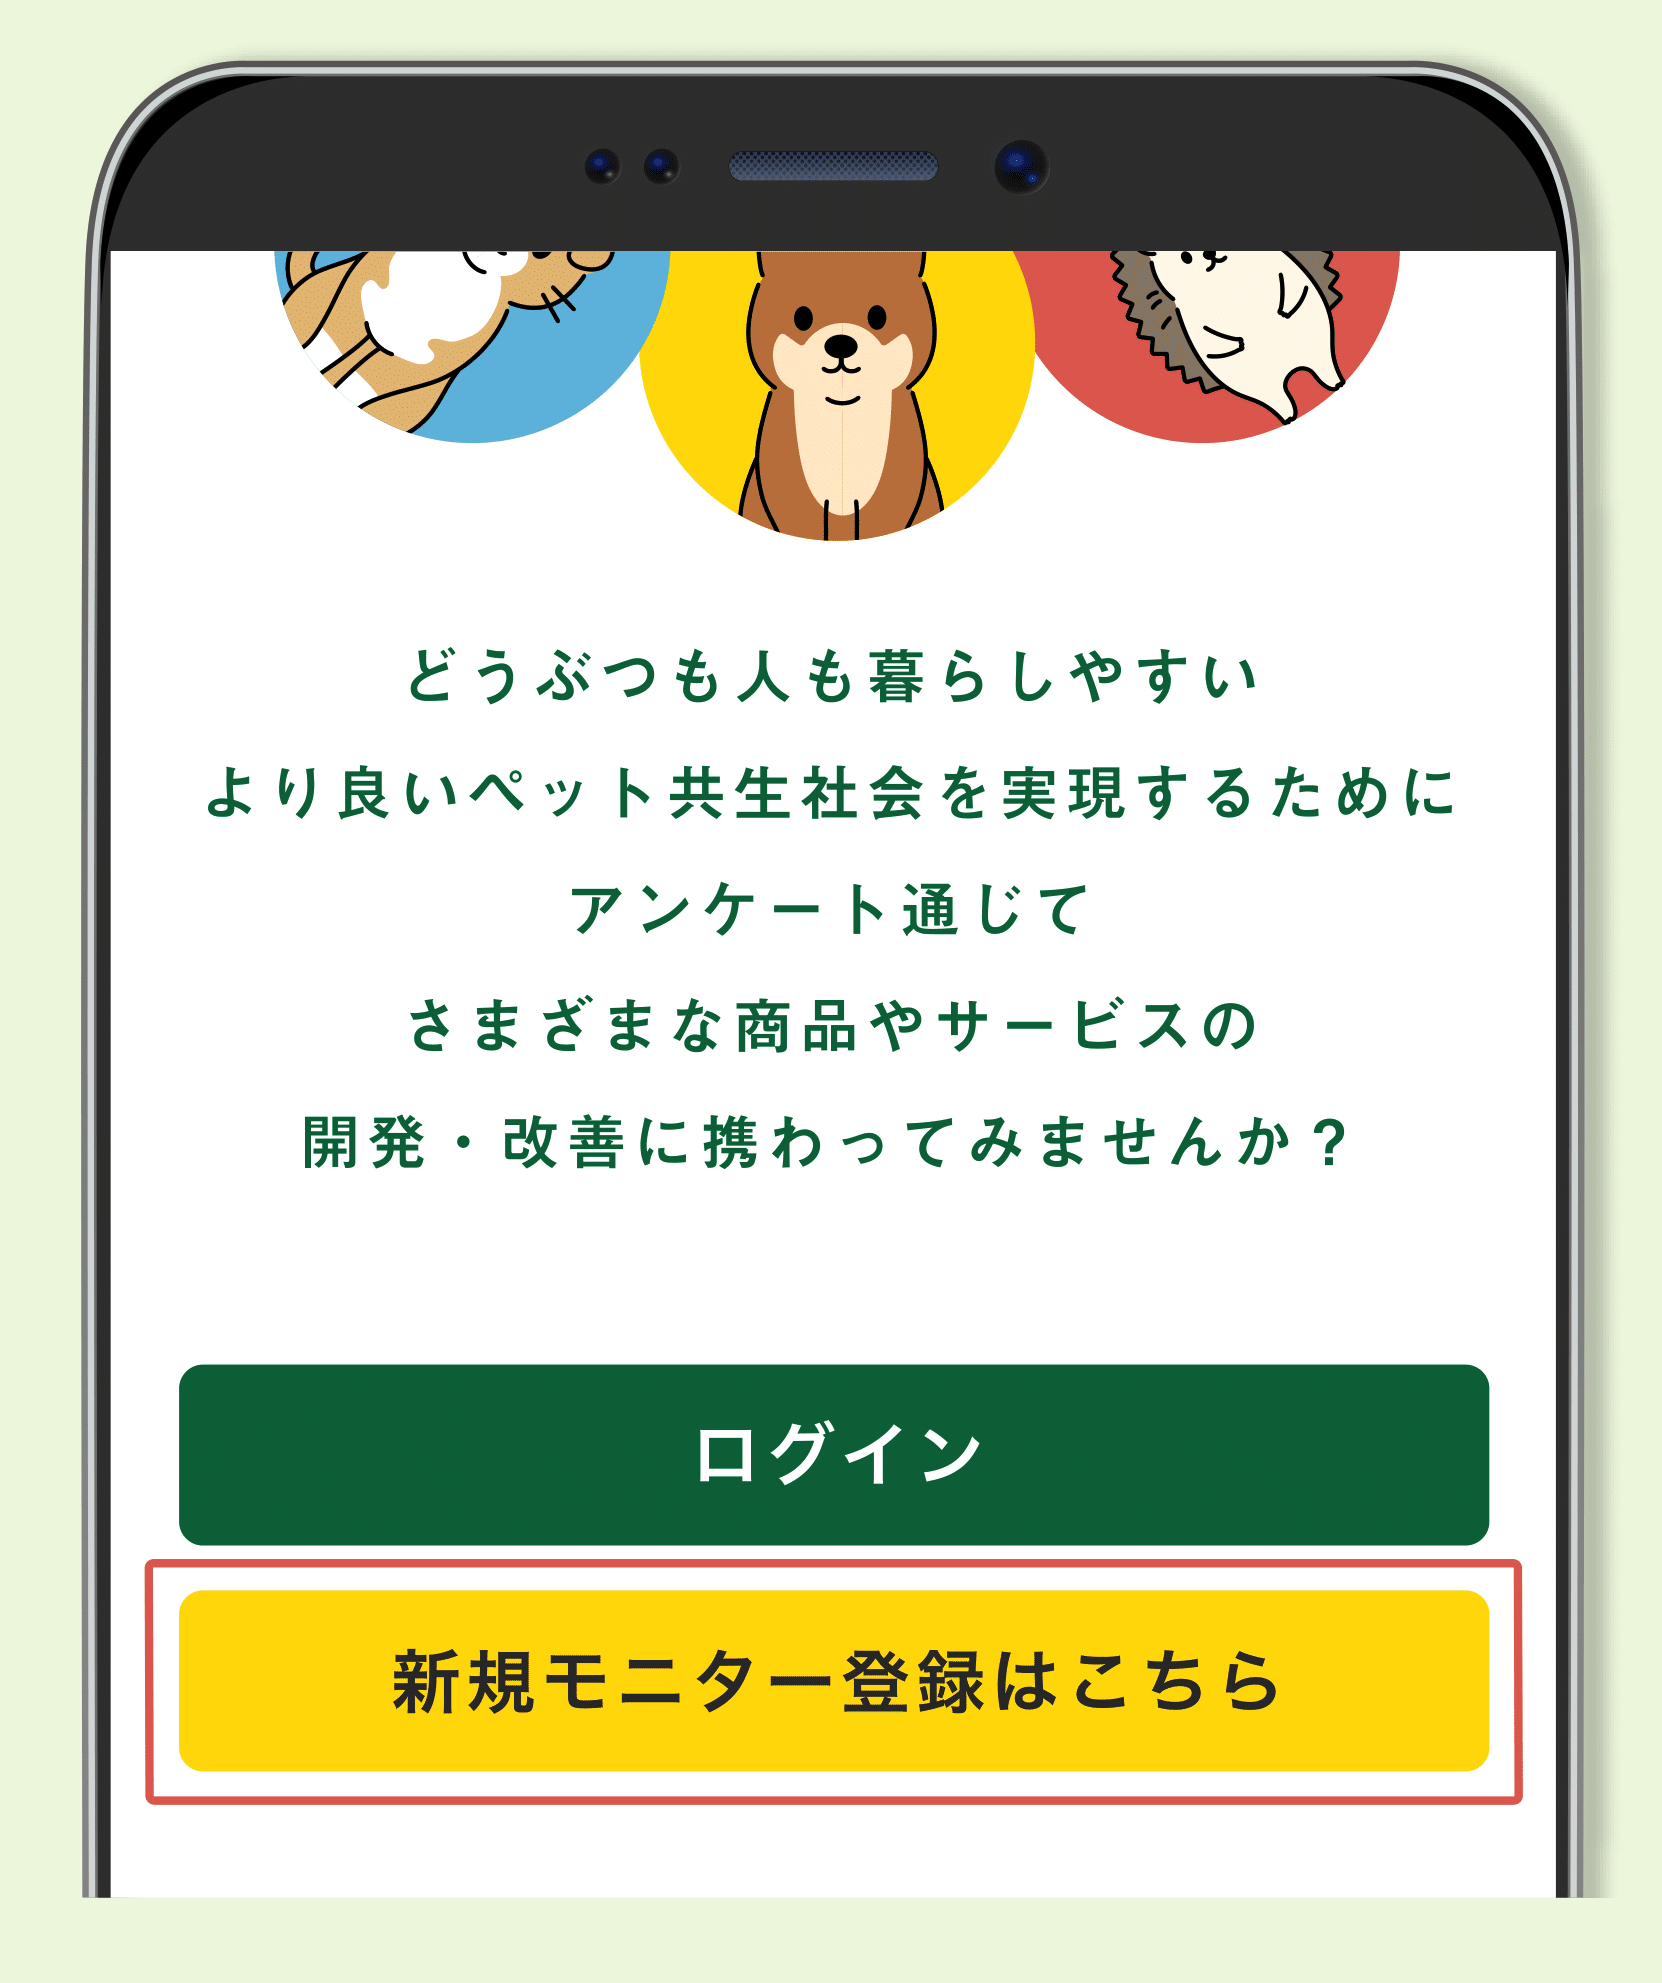 どうぶつも人も暮らしやすい
より良いペット共生社会を実現するために
アンケート通じて
さまざまな商品やサービスの
開発・改善に携わってみませんか？
ログイン
新規モニター登録はこちら